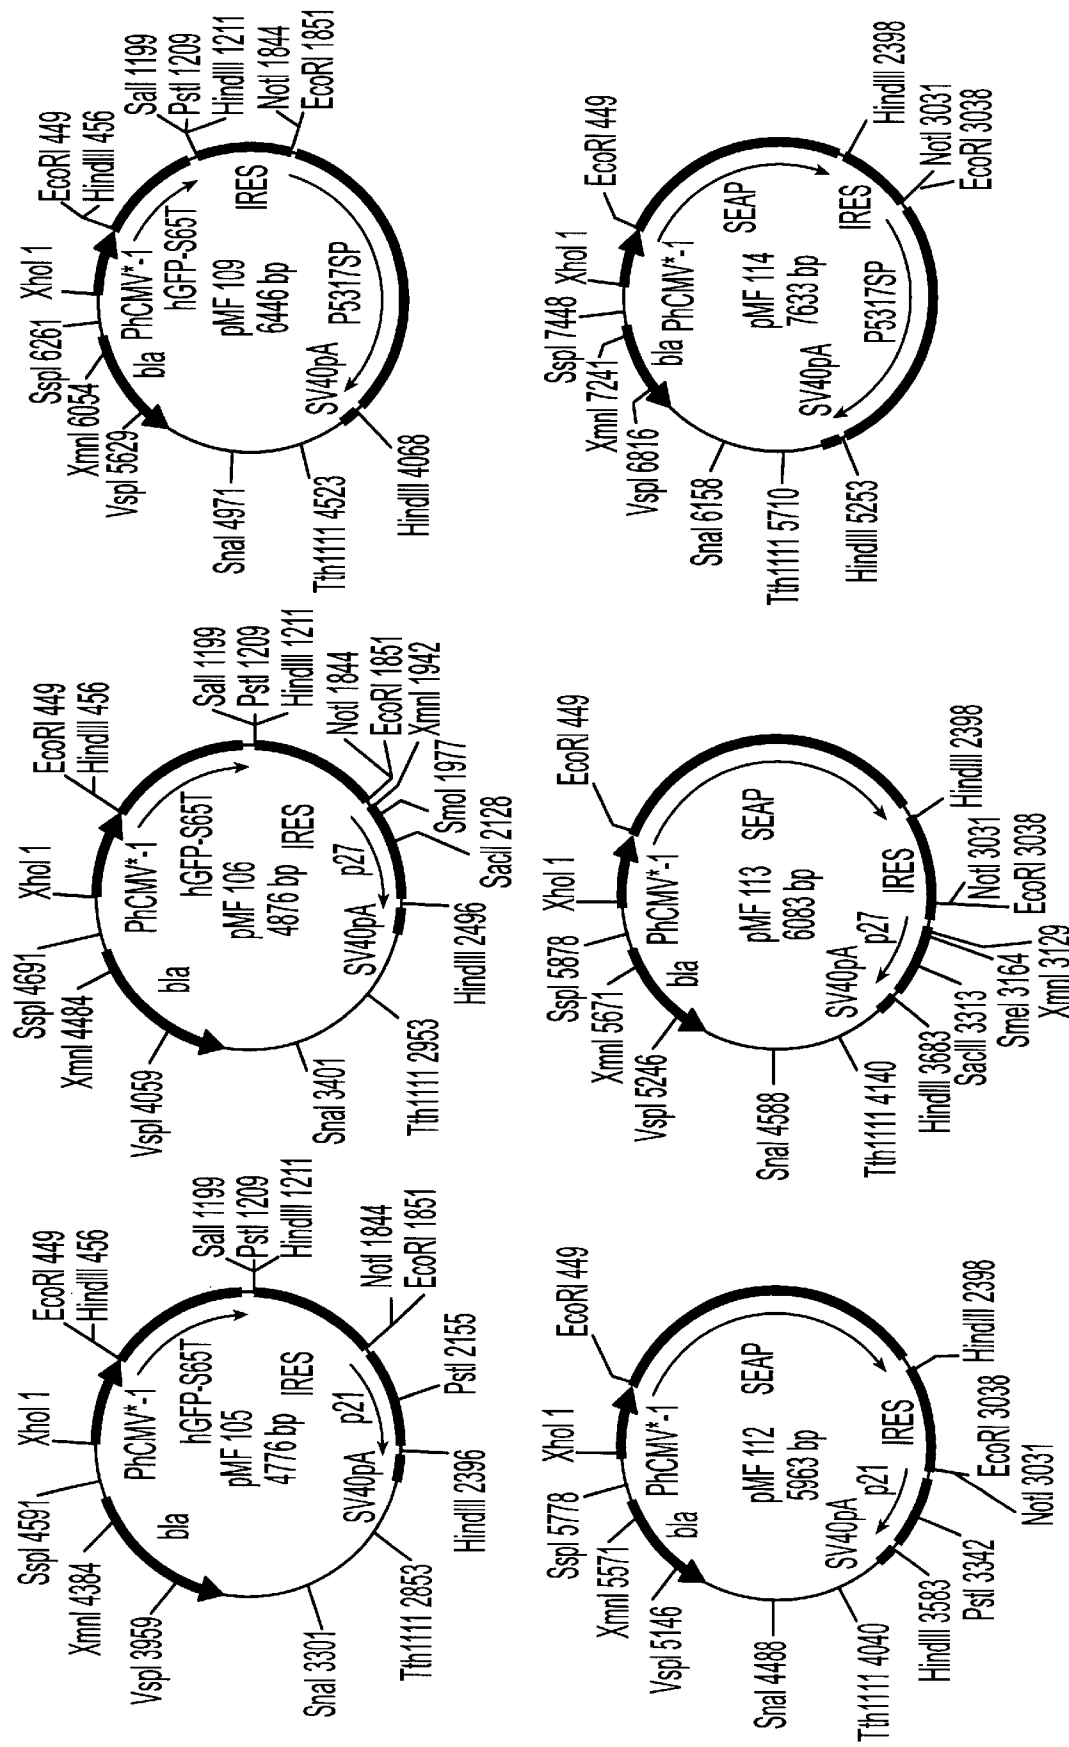 XhoI 1
EcoRI 449
HindIII 456
SalI 1199
PstI 1209
HindIII 1211
NotI 1844
EcoRI 1851
PstI 2155
HindIII 2396
Tth1111 2853
SnaI 3301
VspI 3959
XmnI 4384
SspI 4591
PhCMV*-1
hGFP-S65T
pMF 105
4776 bp
IRES
p21
SV40pA
bla
XhoI 1
EcoRI 449
HindIII 456
SalI 1199
PstI 1209
HindIII 1211
NotI 1844
EcoRI 1851
XmnI 1942
SmoI 1977
SacII 2128
HindIII 2496
Tth1111 2953
SnaI 3401
VspI 4059
XmnI 4484
SspI 4691
PhCMV*-1
hGFP-S65T
pMF 106
4876 bp
IRES
p27
SV40pA
bla
XhoI 1
EcoRI 449
HindIII 456
SalI 1199
PstI 1209
HindIII 1211
NotI 1844
EcoRI 1851
HindIII 4068
Tth1111 4523
SnaI 4971
VspI 5629
XmnI 6054
SspI 6261
PhCMV*-1
hGFP-S65T
pMF 109
6446 bp
IRES
P5317SP
SV40pA
bla
XhoI 1
EcoRI 449
HindIII 2398
EcoRI 3038
NotI 3031
PstI 3342
HindIII 3583
Tth1111 4040
SnaI 4488
VspI 5146
XmnI 5571
SspI 5778
PhCMV*-1
SEAP
pMF 112
5963 bp
IRES
p21
SV40pA
bla
XhoI 1
EcoRI 449
HindIII 2398
NotI 3031
EcoRI 3038
XmnI 3129
SmeI 3164
SacII 3313
HindIII 3683
Tth1111 4140
SnaI 4588
VspI 5246
XmnI 5671
SspI 5878
PhCMV*-1
SEAP
pMF 113
6083 bp
IRES
p27
SV40pA
bla
XhoI 1
EcoRI 449
HindIII 2398
NotI 3031
EcoRI 3038
HindIII 5253
Tth1111 5710
SnaI 6158
VspI 6816
XmnI 7241
SspI 7448
bla PhCMV*-1
SEAP
pMF 114
7633 bp
IRES
P5317SP
SV40pA